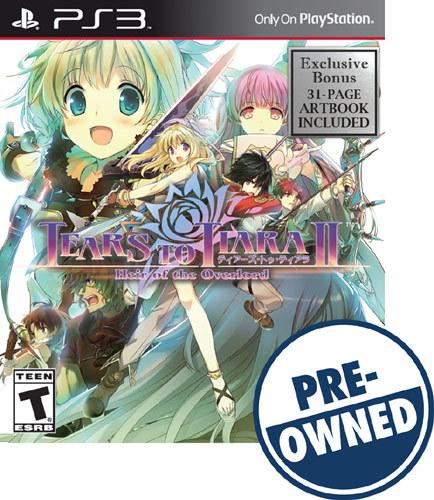 PS3
Only On PlayStation®
Exclusive
Bonus
31-PAGE
ARTBOOK
INCLUDED
TEARS TO TIARA II
ティアーズ・トゥ・ティアラ
Heir of the Overlord
TEEN
T
ESRB
PRE-
OWNED